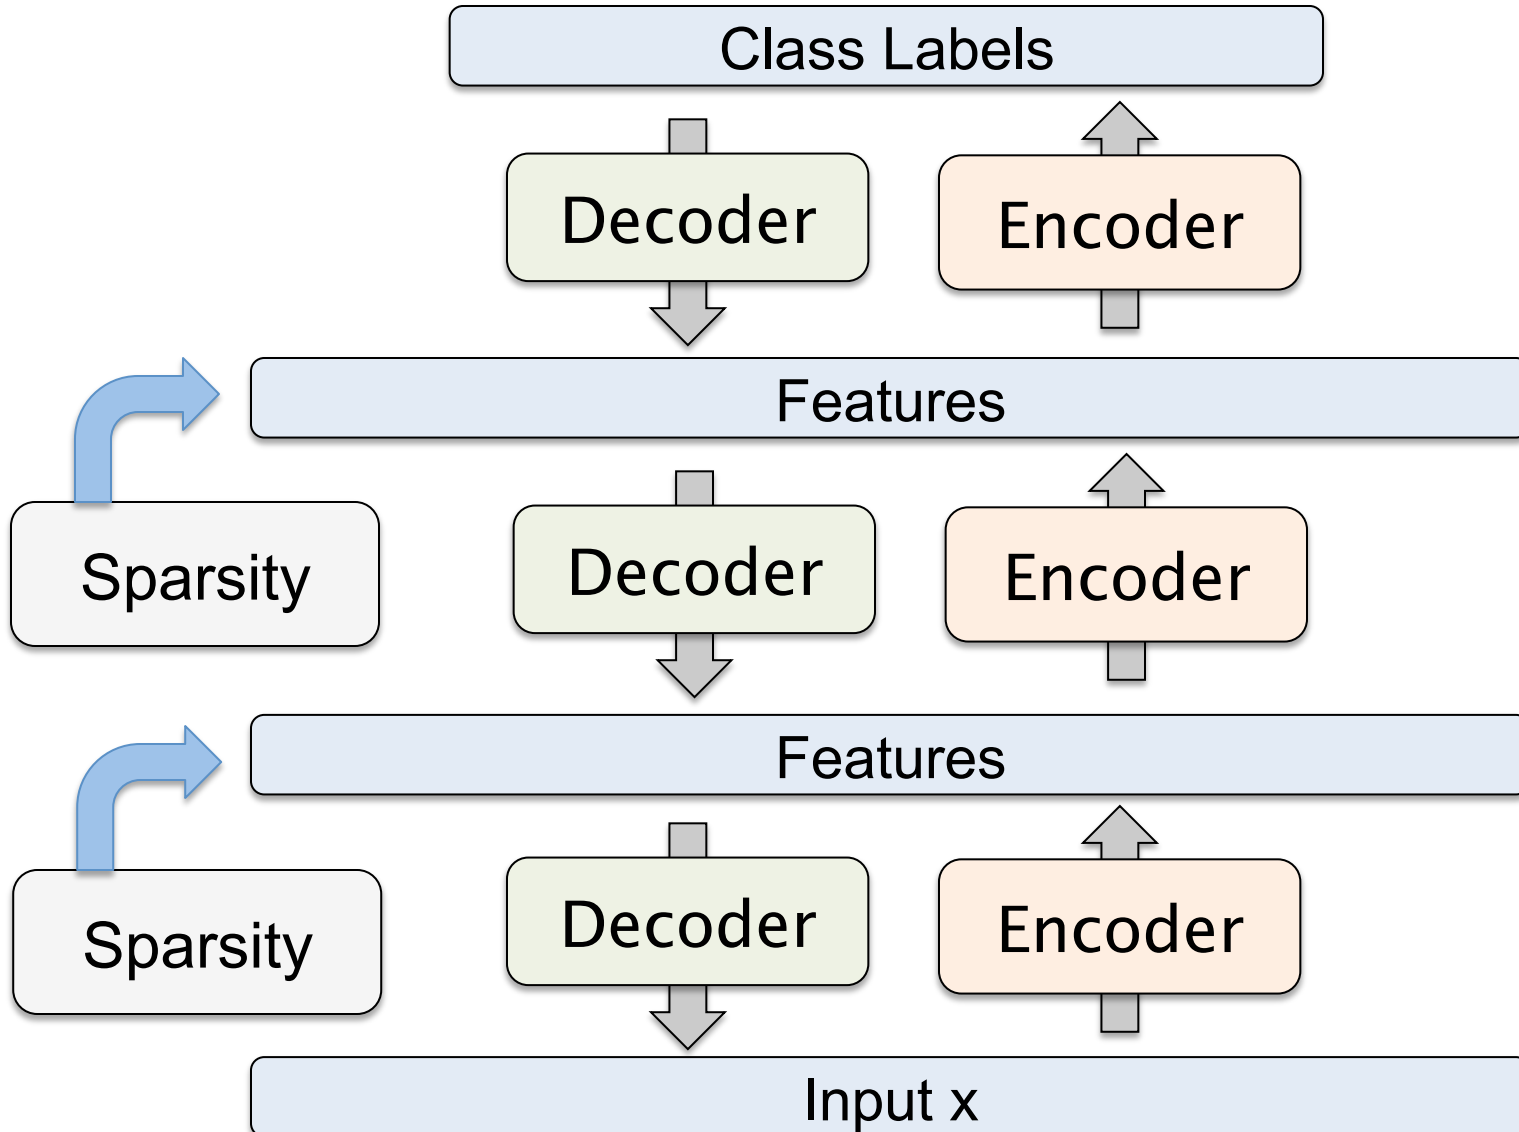 Class Labels
Decoder
Encoder
Features
Sparsity
Decoder
Encoder
Features
Sparsity
Decoder
Encoder
Input x